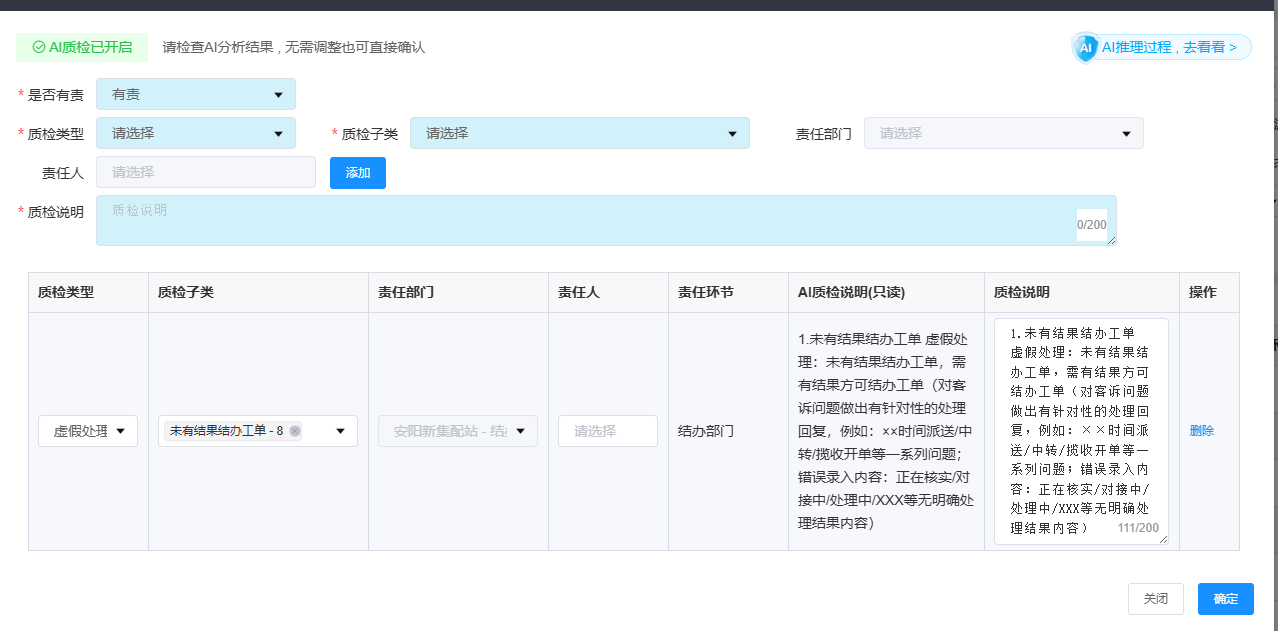 AI质检已开启 请检查AI分析结果，无需调整也可直接确认
AI AI推理过程，去看看 >
* 是否有责 有责
* 质检类型 请选择 * 质检子类 请选择 责任部门 请选择
责任人 请选择 添加
* 质检说明 质检说明
0/200
质检类型 质检子类 责任部门 责任人 责任环节 AI质检说明(只读) 质检说明 操作
虚假处理
未有结果结办工单 - 8
安阳新集配站 - 结
请选择
结办部门
1.未有结果结办工单 虚假处
理：未有结果结办工单，需
有结果方可结办工单（对客
诉问题做出有针对性的处理
回复，例如：××时间派送/中
转/揽收开单等一系列问题；
错误录入内容：正在核实/对
接中/处理中/XXX等无明确处
理结果内容）
1.未有结果结办工单
虚假处理：未有结果结
办工单，需有结果方可
结办工单（对客诉问题
做出有针对性的处理回
复，例如：××时间派
送/中转/揽收开单等一
系列问题；错误录入内
容：正在核实/对接中/
处理中/XXX等无明确处
理结果内容）
111/200
删除
关闭 确定